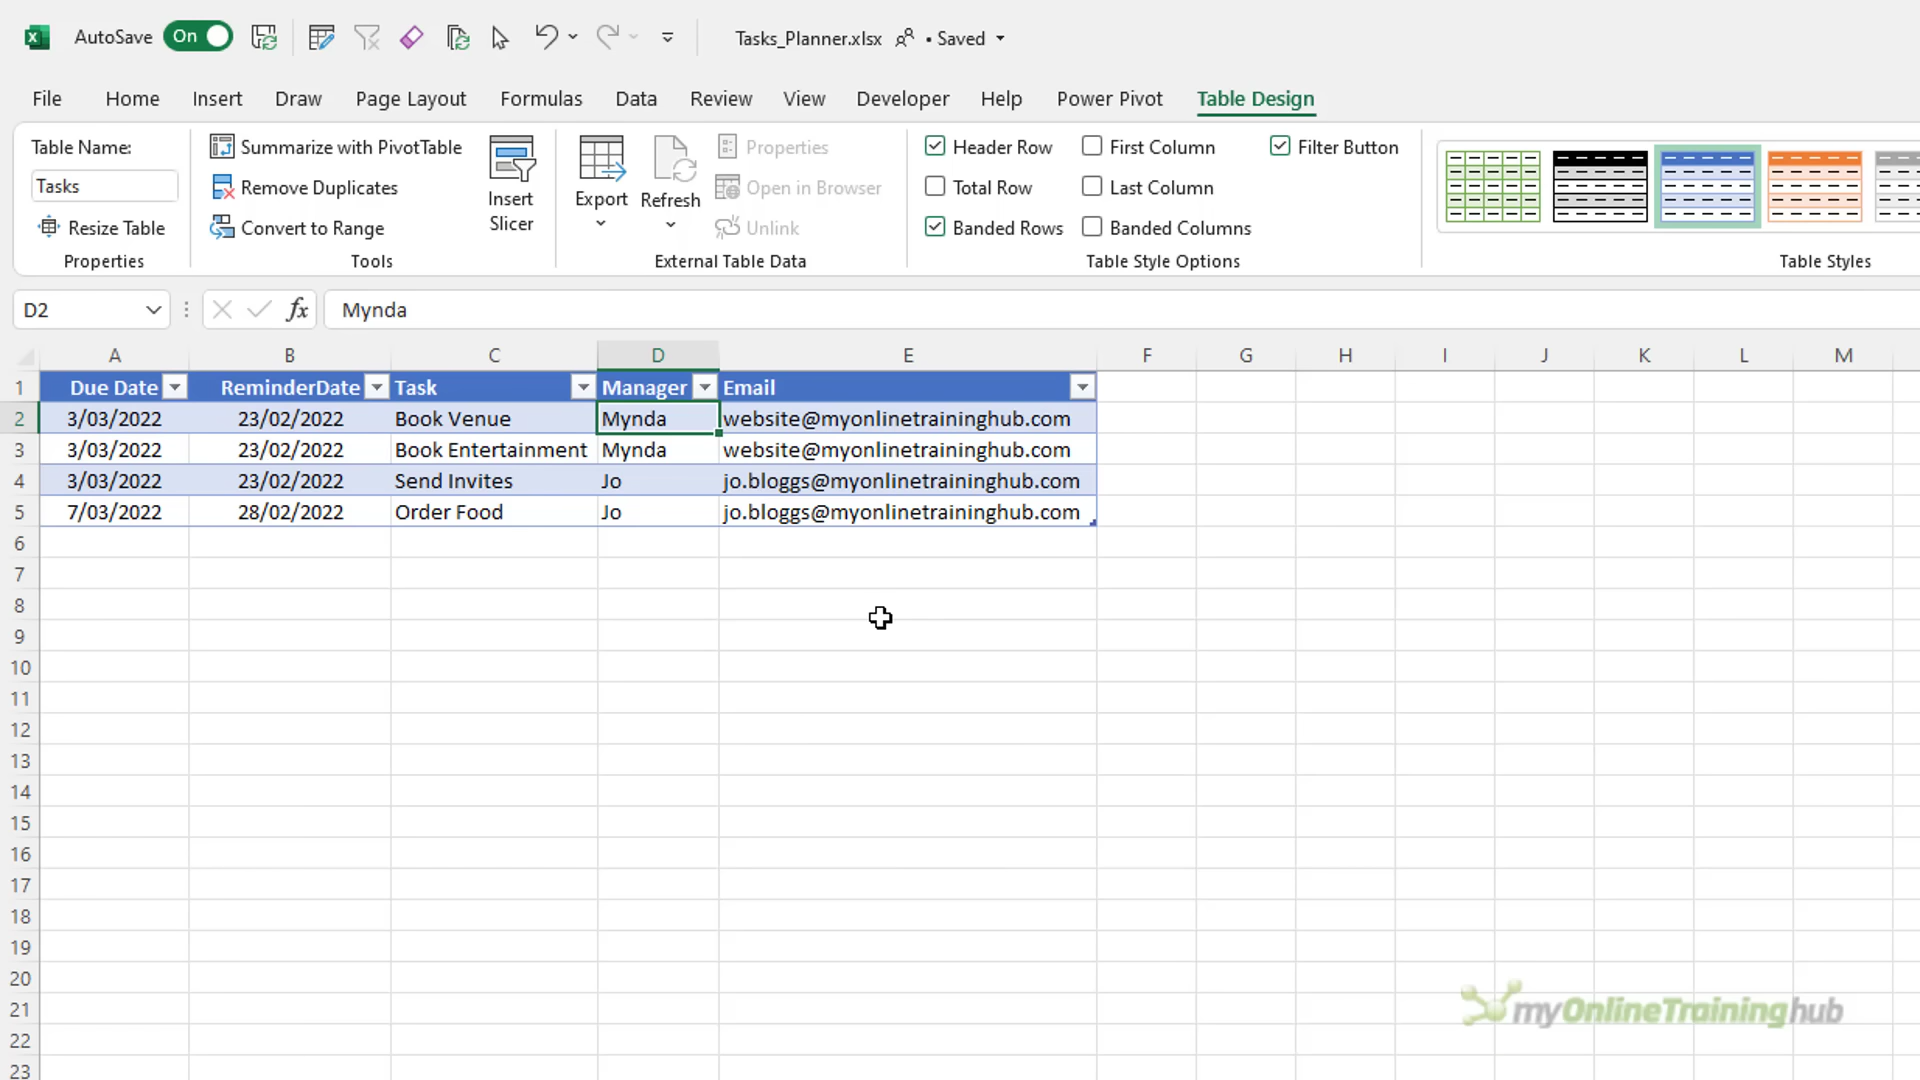 AutoSave On Tasks_Planner.xlsx • Saved
File Home Insert Draw Page Layout Formulas Data Review View Developer Help Power Pivot Table Design
Table Name:
Tasks
Resize Table
Properties
Summarize with PivotTable
Remove Duplicates
Convert to Range
Insert
Slicer
Tools
Export
Refresh
Properties
Open in Browser
Unlink
External Table Data
Header Row First Column Filter Button
Total Row Last Column
Banded Rows Banded Columns
Table Style Options
Table Styles
D2 fx Mynda
A B C D E F G H I J K L M
1 Due Date ReminderDate Task Manager Email
2 3/03/2022 23/02/2022 Book Venue Mynda website@myonlinetraininghub.com
3 3/03/2022 23/02/2022 Book Entertainment Mynda website@myonlinetraininghub.com
4 3/03/2022 23/02/2022 Send Invites Jo jo.bloggs@myonlinetraininghub.com
5 7/03/2022 28/02/2022 Order Food Jo jo.bloggs@myonlinetraininghub.com
6
7
8
9
10
11
12
13
14
15
16
17
18
19
20
21
22
23
myOnlineTraininghub